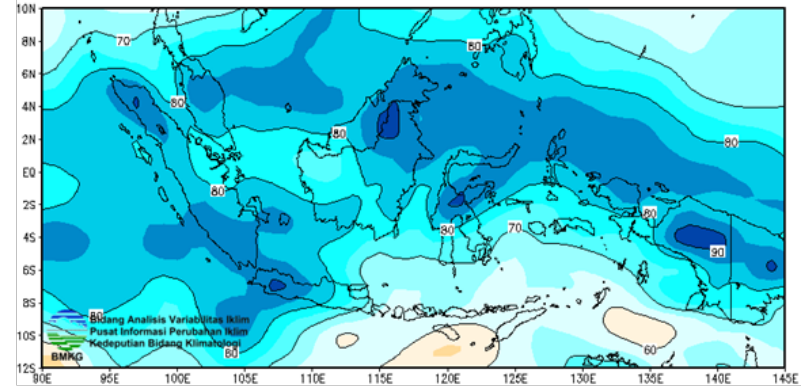 10N
8N
6N
4N
2N
EQ
2S
4S
6S
8S
10S
12S
70
80
80
80
80
80
80
80
70
90
80
80
60
Bidang Analisis Variabilitas Iklim
Pusat Informasi Perubahan Iklim
Kedeputian Bidang Klimatologi
BMKG
90E 95E 100E 105E 110E 115E 120E 125E 130E 135E 140E 145E